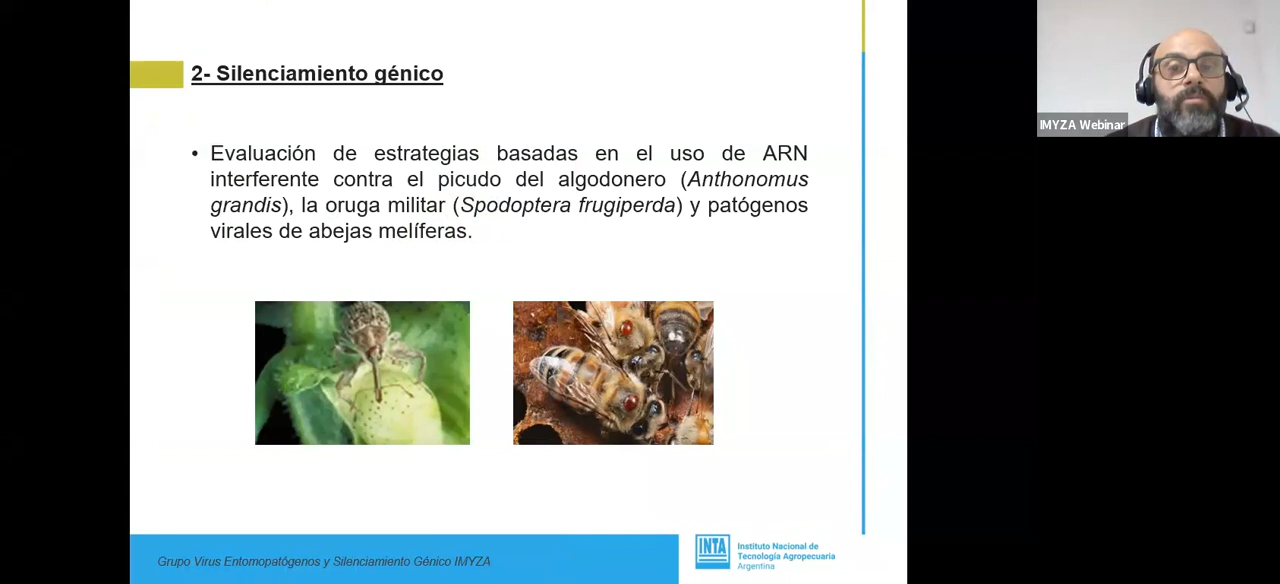 2- Silenciamiento génico
• Evaluación de estrategias basadas en el uso de ARN
interferente contra el picudo del algodonero (Anthonomus
grandis), la oruga militar (Spodoptera frugiperda) y patógenos
virales de abejas melíferas.
IMYZA Webinar
Grupo Virus Entomopatógenos y Silenciamiento Génico IMYZA
INTA
Instituto Nacional de
Tecnología Agropecuaria
Argentina